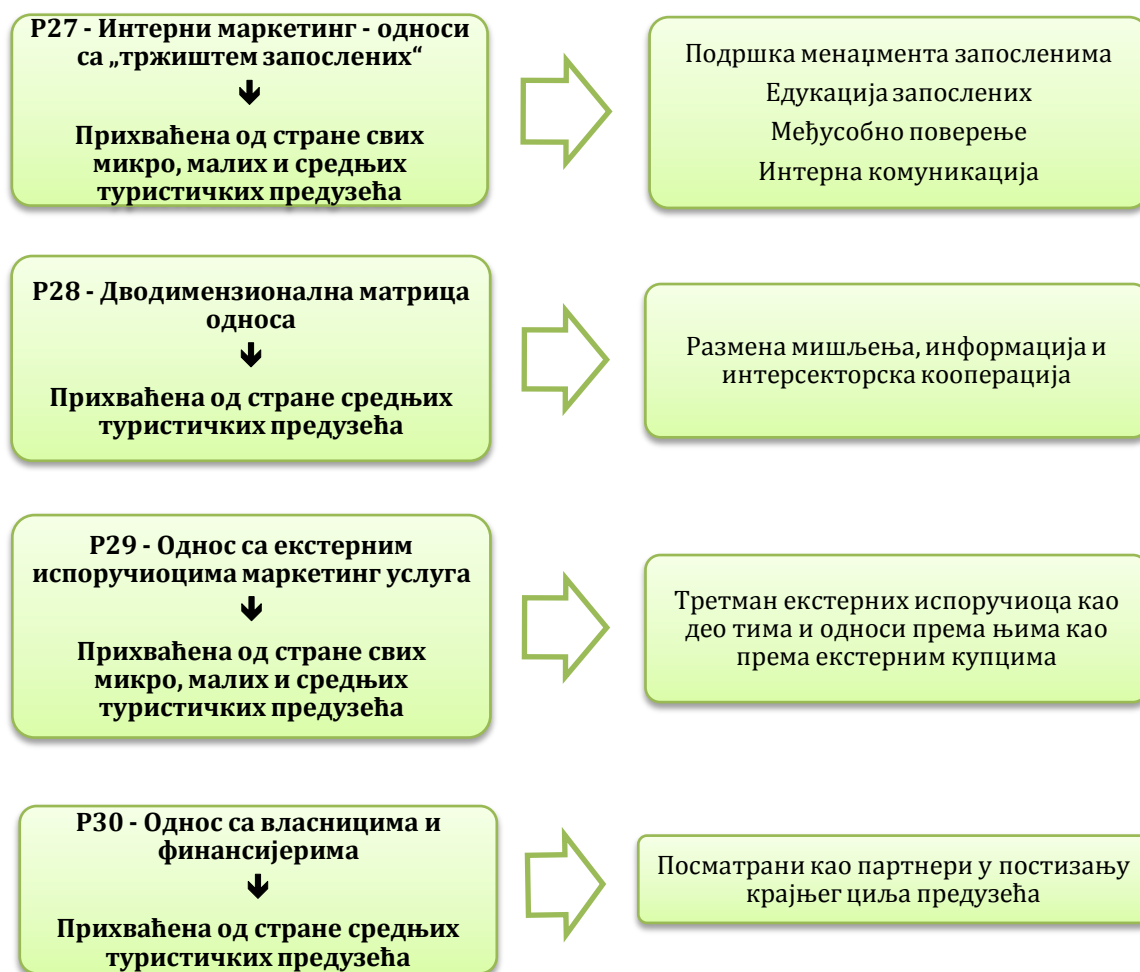 Р27 - Интерни маркетинг - односи
са „тржиштем запослених“
🡻
Прихваћена од стране свих
микро, малих и средњих
туристичких предузећа
Подршка менаџмента запосленима
Едукација запослених
Међусобно поверење
Интерна комуникација
Р28 - Дводимензионална матрица
односа
🡻
Прихваћена од стране средњих
туристичких предузећа
Размена мишљења, информација и
интерсекторска кооперација
Р29 - Однос са екстерним
испоручиоцима маркетинг услуга
🡻
Прихваћена од стране свих
микро, малих и средњих
туристичких предузећа
Третман екстерних испоручиоца као
део тима и односи према њима као
према екстерним купцима
Р30 - Однос са власницима и
финансијерима
🡻
Прихваћена од стране средњих
туристичких предузећа
Посматрани као партнери у постизању
крајњег циља предузећа